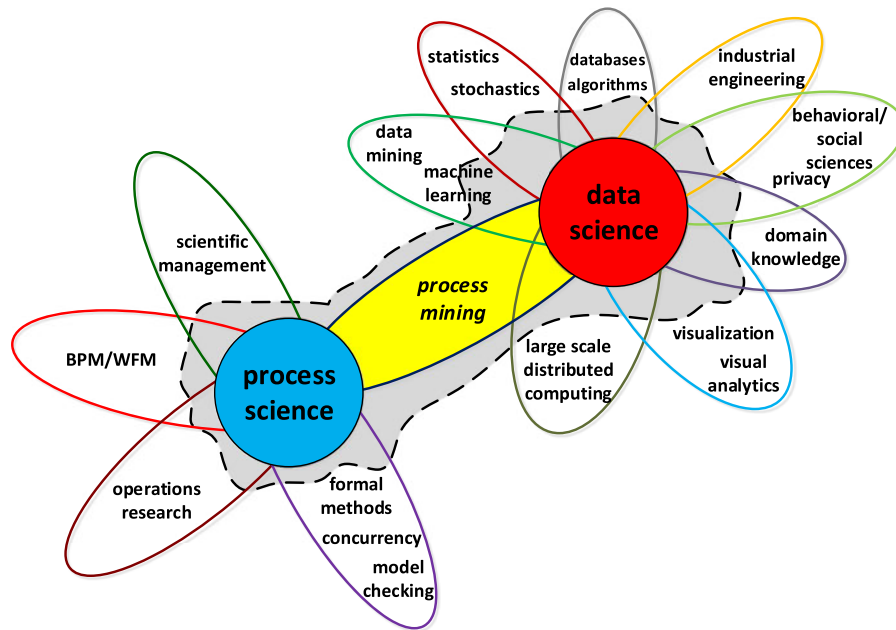 statistics
stochastics
databases
algorithms
industrial
engineering
behavioral/
social
sciences
privacy
data
mining
machine
learning
data
science
domain
knowledge
scientific
management
process
mining
visualization
visual
analytics
large scale
distributed
computing
BPM/WFM
process
science
operations
research
formal
methods
concurrency
model
checking